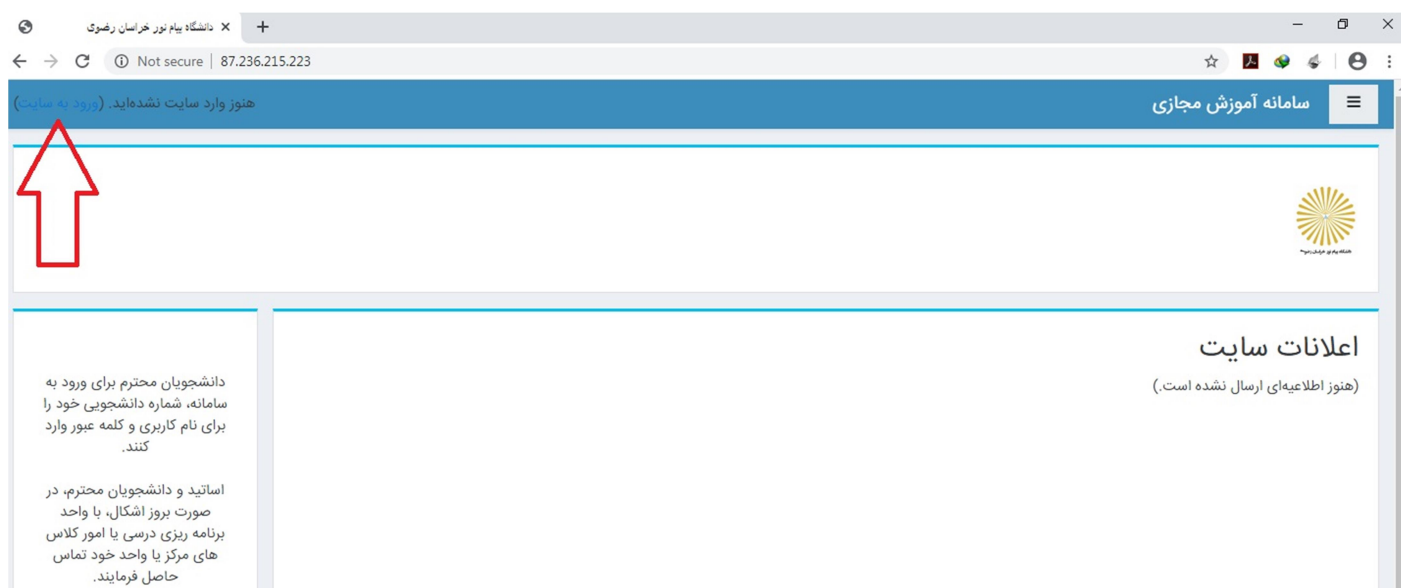 دانشگاه پیام نور خراسان رضوی
Not secure | 87.236.215.223
سامانه آموزش مجازی
هنوز وارد سایت نشده‌اید. (ورود به سایت)
اعلانات سایت
(هنوز اطلاعیه‌ای ارسال نشده است.)
دانشجویان محترم برای ورود به
سامانه، شماره دانشجویی خود را
برای نام کاربری و کلمه عبور وارد
کنند.
اساتید و دانشجویان محترم، در
صورت بروز اشکال، با واحد
برنامه ریزی درسی یا امور کلاس
های مرکز یا واحد خود تماس
حاصل فرمایند.